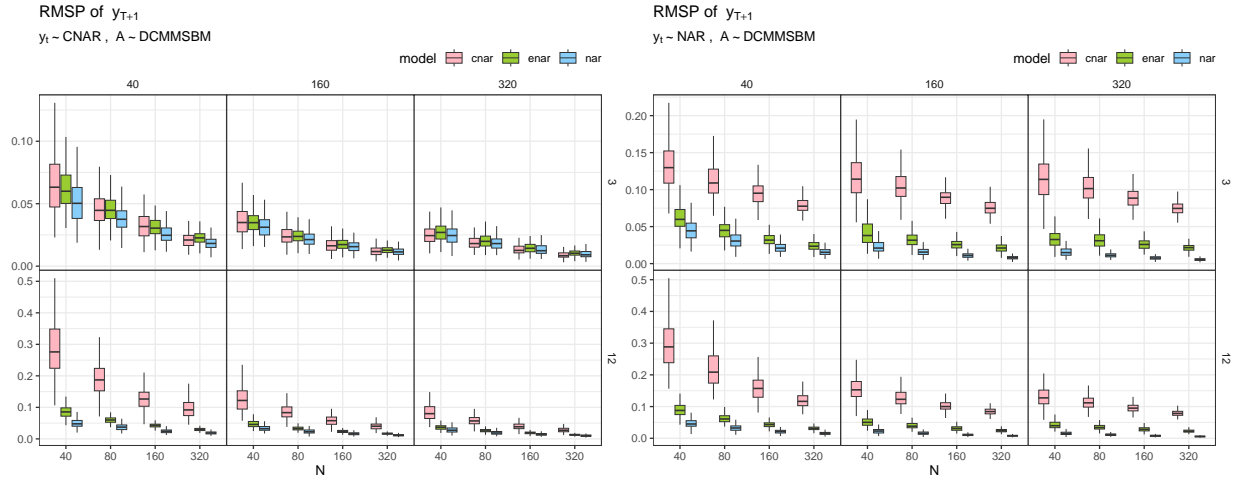 RMSP of y_{T+1}
y_t ~ CNAR , A ~ DCMMSBM
model cnar enar nar
40 160 320
0.10
0.05
0.00
3
0.5
0.4
0.3
0.2
0.1
0.0
12
40 80 160 320 40 80 160 320 40 80 160 320
N
RMSP of y_{T+1}
y_t ~ NAR , A ~ DCMMSBM
model cnar enar nar
40 160 320
0.20
0.15
0.10
0.05
0.00
3
0.5
0.4
0.3
0.2
0.1
0.0
12
40 80 160 320 40 80 160 320 40 80 160 320
N